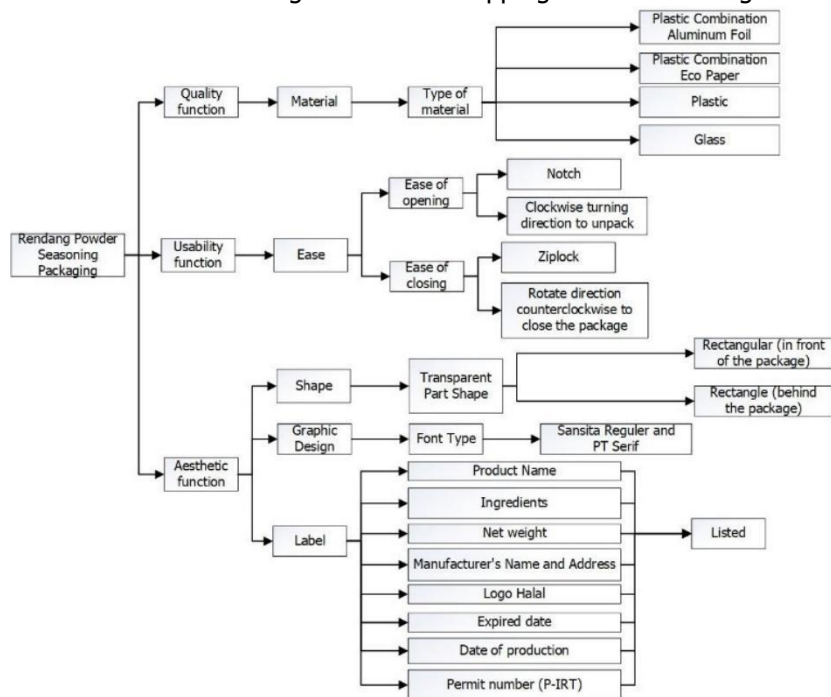 Plastic Combination
Aluminum Foil
Plastic Combination
Eco Paper
Quality
function
Material
Type of
material
Plastic
Glass
Ease of
opening
Notch
Clockwise turning
direction to unpack
Rendang Powder
Seasoning
Packaging
Usability
function
Ease
Ease of
closing
Ziplock
Rotate direction
counterclockwise to
close the package
Shape
Transparent
Part Shape
Rectangular (in front
of the package)
Rectangle (behind
the package)
Graphic
Design
Font Type
Sansita Reguler and
PT Serif
Aesthetic
function
Label
Product Name
Ingredients
Net weight
Manufacturer's Name and Address
Logo Halal
Expired date
Date of production
Permit number (P-IRT)
Listed